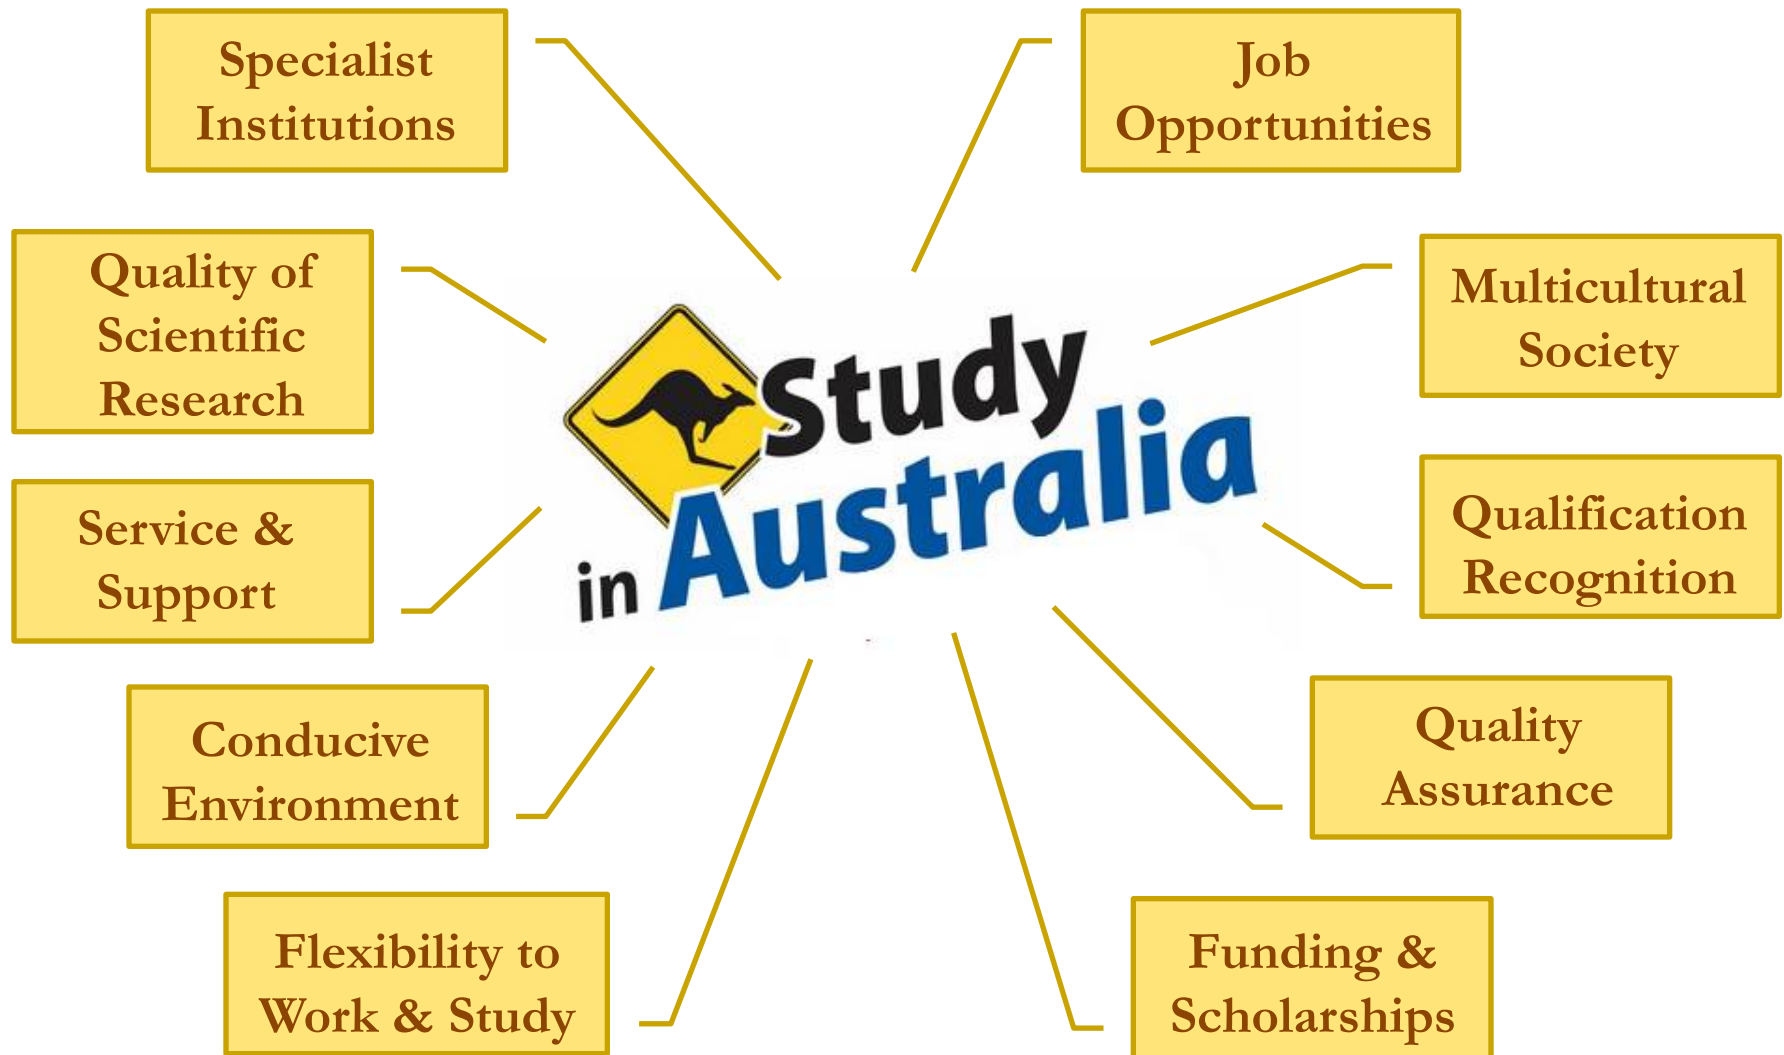 Specialist
Institutions
Job
Opportunities
Quality of
Scientific
Research
Multicultural
Society
Study
in Australia
Service &
Support
Qualification
Recognition
Conducive
Environment
Quality
Assurance
Flexibility to
Work & Study
Funding &
Scholarships